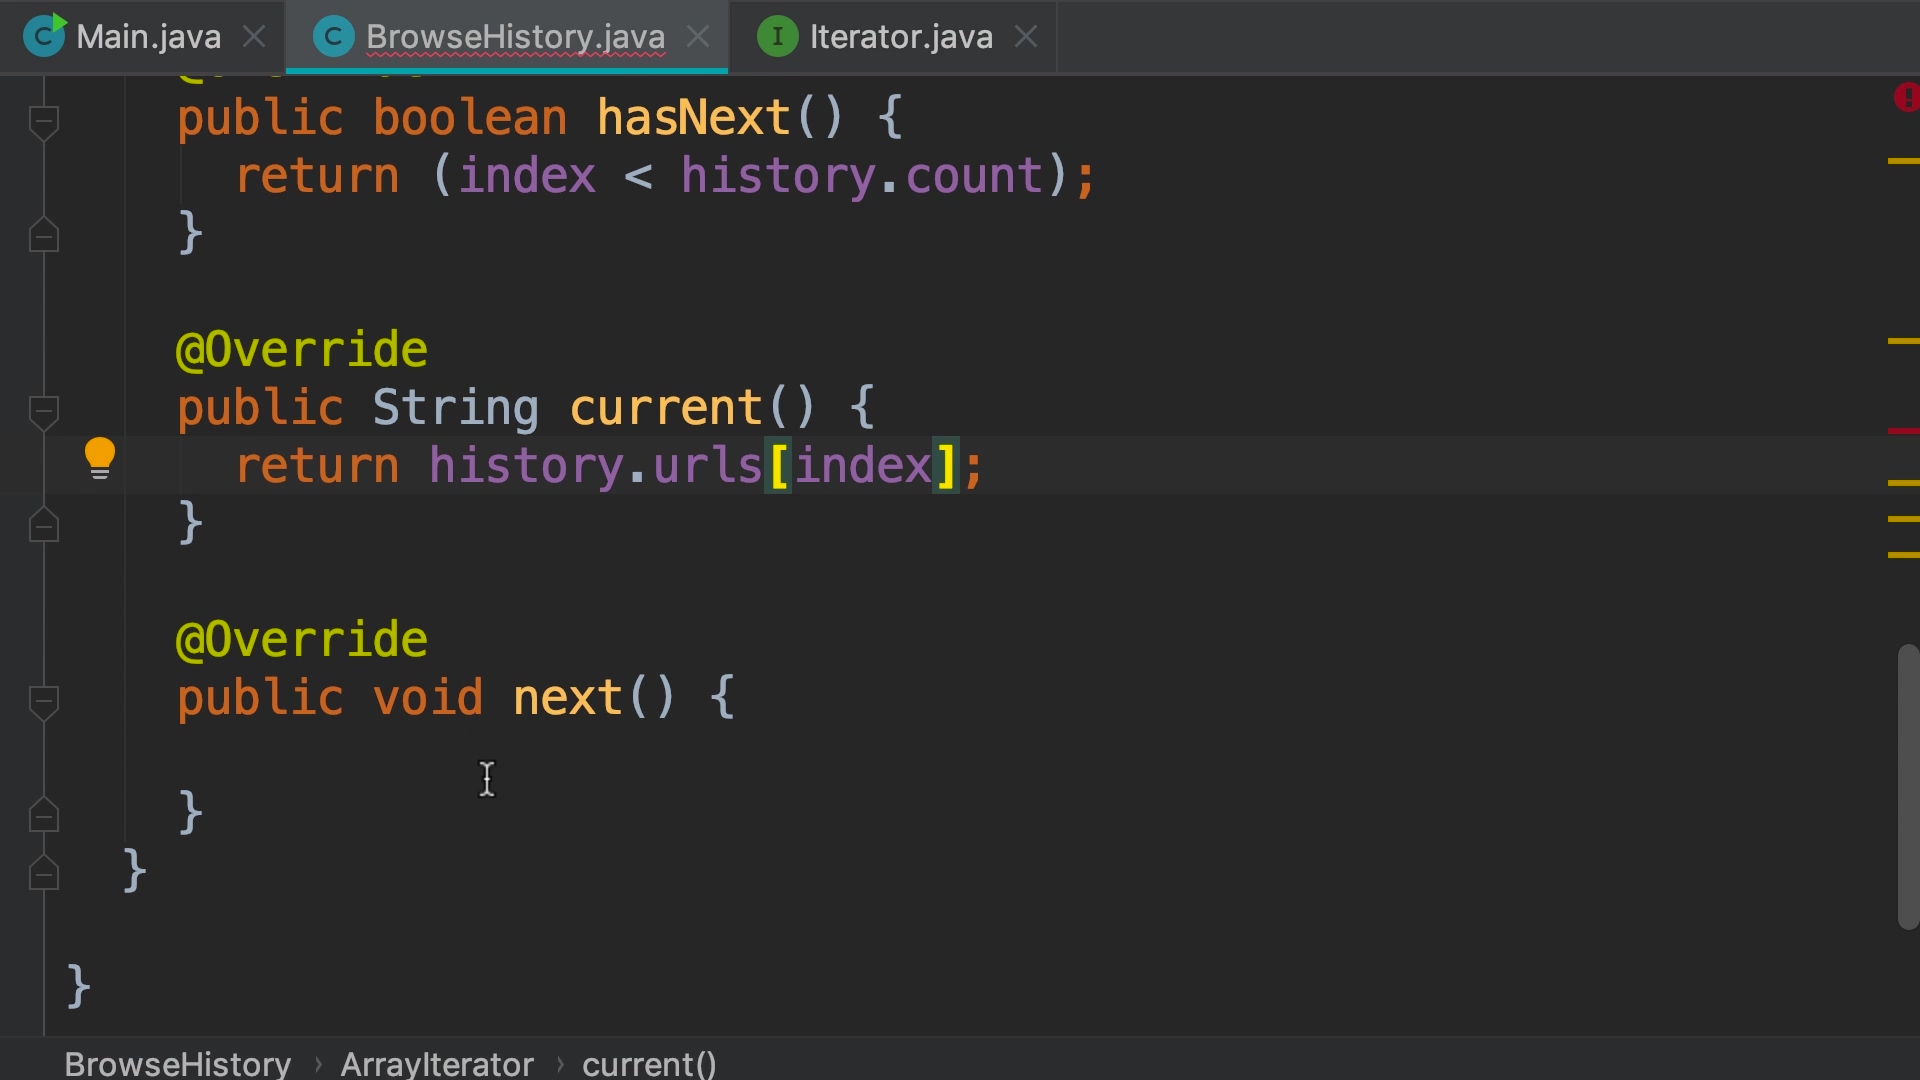 Main.java
BrowseHistory.java
Iterator.java
public boolean hasNext() {
return (index < history.count);
}
@Override
public String current() {
return history.urls[index];
}
@Override
public void next() {
}
}
}
BrowseHistory › ArrayIterator › current()